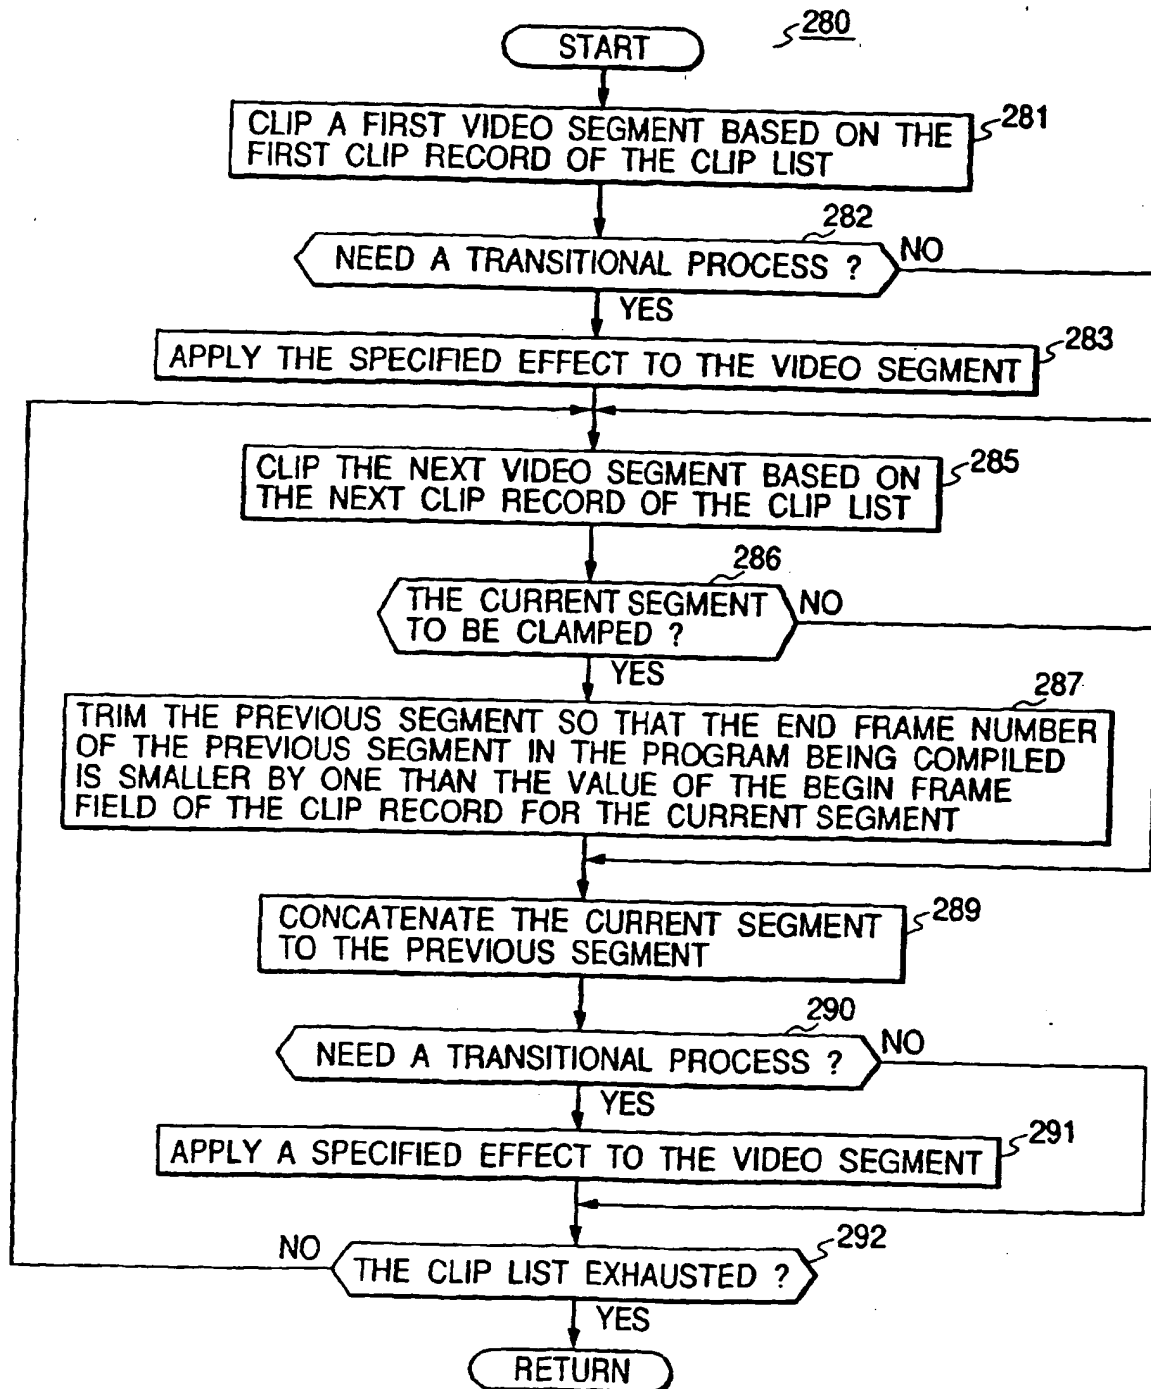 280
START
281
CLIP A FIRST VIDEO SEGMENT BASED ON THE
FIRST CLIP RECORD OF THE CLIP LIST
282
NEED A TRANSITIONAL PROCESS ?
NO
YES
283
APPLY THE SPECIFIED EFFECT TO THE VIDEO SEGMENT
285
CLIP THE NEXT VIDEO SEGMENT BASED ON
THE NEXT CLIP RECORD OF THE CLIP LIST
286
THE CURRENT SEGMENT
TO BE CLAMPED ?
NO
YES
287
TRIM THE PREVIOUS SEGMENT SO THAT THE END FRAME NUMBER
OF THE PREVIOUS SEGMENT IN THE PROGRAM BEING COMPILED
IS SMALLER BY ONE THAN THE VALUE OF THE BEGIN FRAME
FIELD OF THE CLIP RECORD FOR THE CURRENT SEGMENT
289
CONCATENATE THE CURRENT SEGMENT
TO THE PREVIOUS SEGMENT
290
NEED A TRANSITIONAL PROCESS ?
NO
YES
291
APPLY A SPECIFIED EFFECT TO THE VIDEO SEGMENT
292
NO
THE CLIP LIST EXHAUSTED ?
YES
RETURN